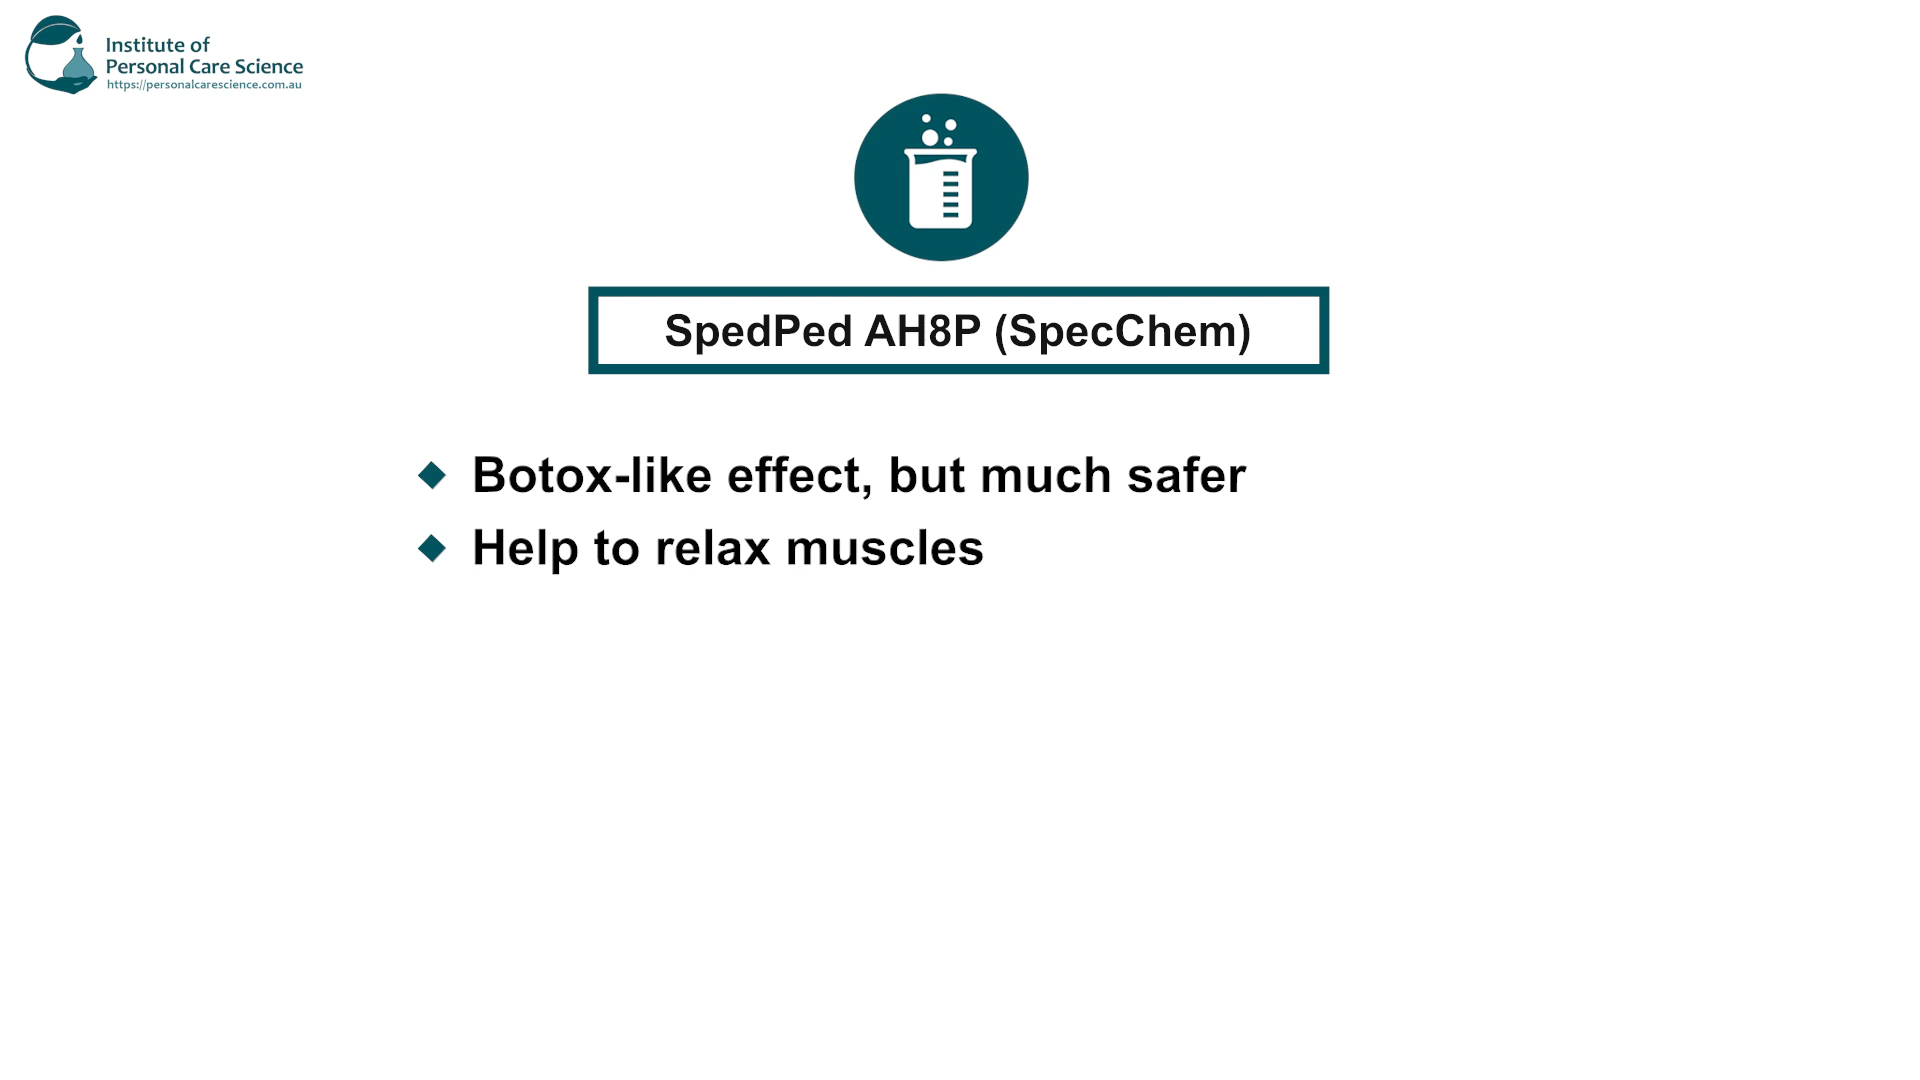 Institute of
Personal Care Science
https://personalcarescience.com.au
SpedPed AH8P (SpecChem)
Botox-like effect, but much safer
Help to relax muscles